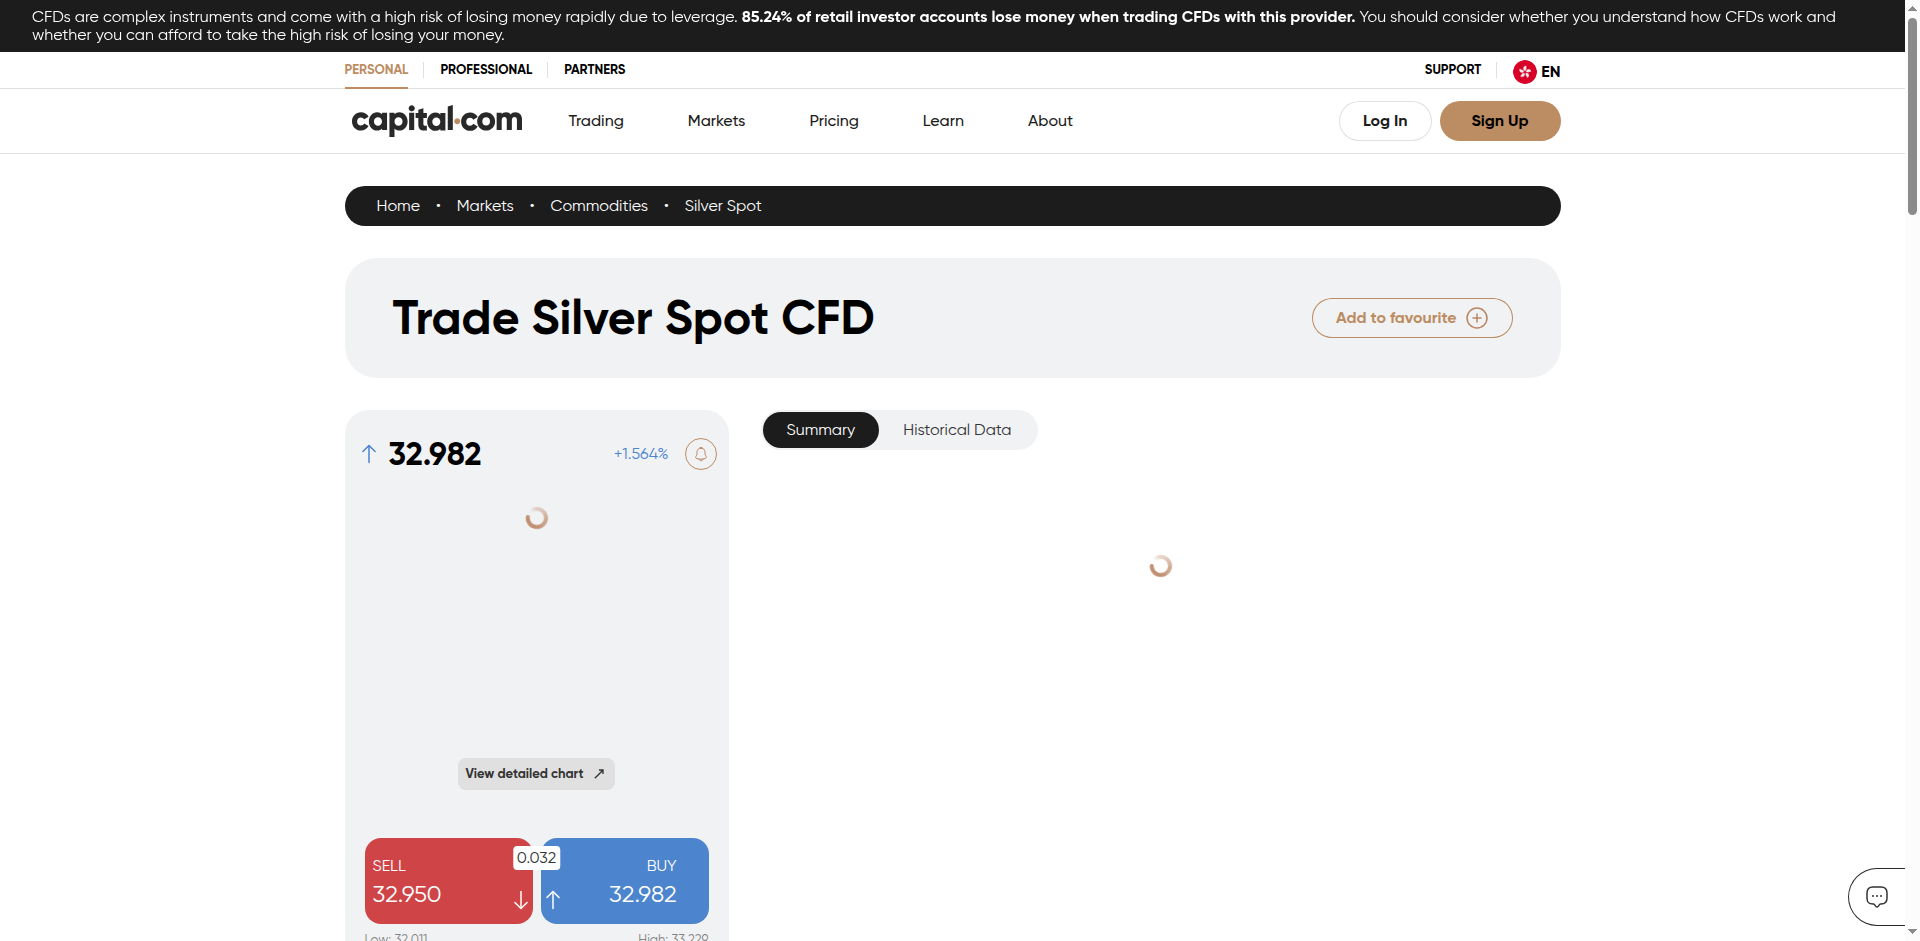 CFDs are complex instruments and come with a high risk of losing money rapidly due to leverage. 85.24% of retail investor accounts lose money when trading CFDs with this provider. You should consider whether you understand how CFDs work and
whether you can afford to take the high risk of losing your money.
PERSONAL PROFESSIONAL PARTNERS SUPPORT EN
capital.com Trading Markets Pricing Learn About Log In Sign Up
Home • Markets • Commodities • Silver Spot
Trade Silver Spot CFD Add to favourite
Summary Historical Data
32.982 +1.564%
View detailed chart
0.032
SELL BUY
32.950 32.982
Low: 32.011 High: 33.229